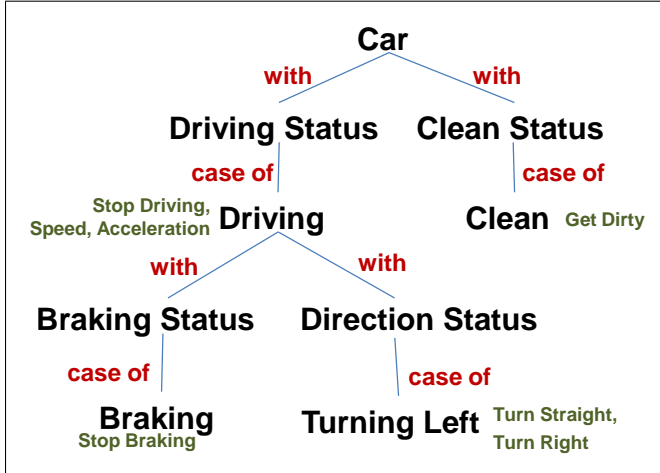 Car
with
with
Driving Status
Clean Status
case of
case of
Stop Driving,
Speed, Acceleration
Driving
Clean
Get Dirty
with
with
Braking Status
Direction Status
case of
case of
Braking
Stop Braking
Turning Left
Turn Straight,
Turn Right